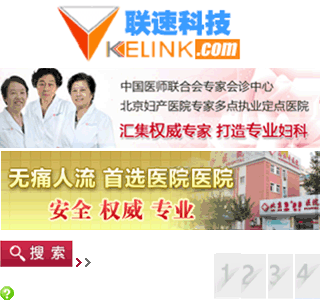 联速科技
KELINK.com
中国医师联合会专家会诊中心
北京妇产医院专家多点执业定点医院
汇集权威专家 打造专业妇科
无痛人流 首选医院医院
安全 权威 专业
搜索
1 2 3 4
?